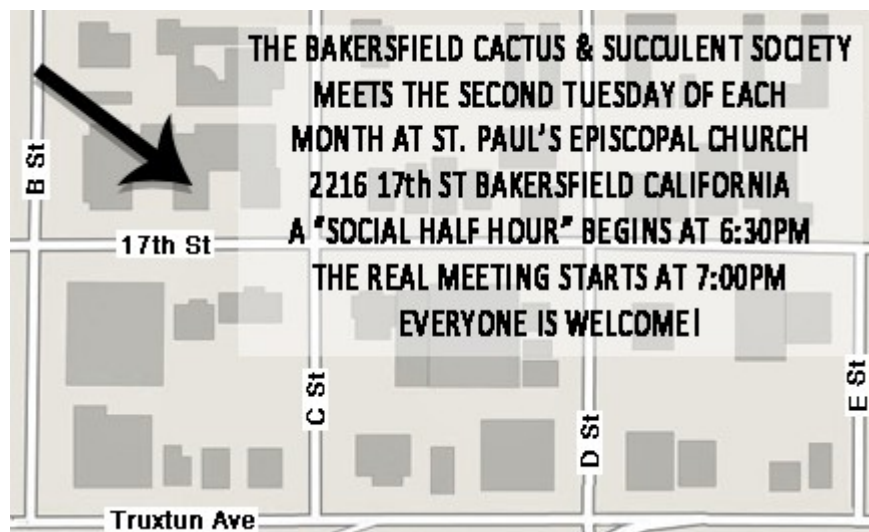 THE BAKERSFIELD CACTUS & SUCCULENT SOCIETY
MEETS THE SECOND TUESDAY OF EACH
MONTH AT ST. PAUL'S EPISCOPAL CHURCH
2216 17th ST BAKERSFIELD CALIFORNIA
A "SOCIAL HALF HOUR" BEGINS AT 6:30PM
THE REAL MEETING STARTS AT 7:00PM
EVERYONE IS WELCOME!
B St
17th St
C St
D St
E St
Truxtun Ave